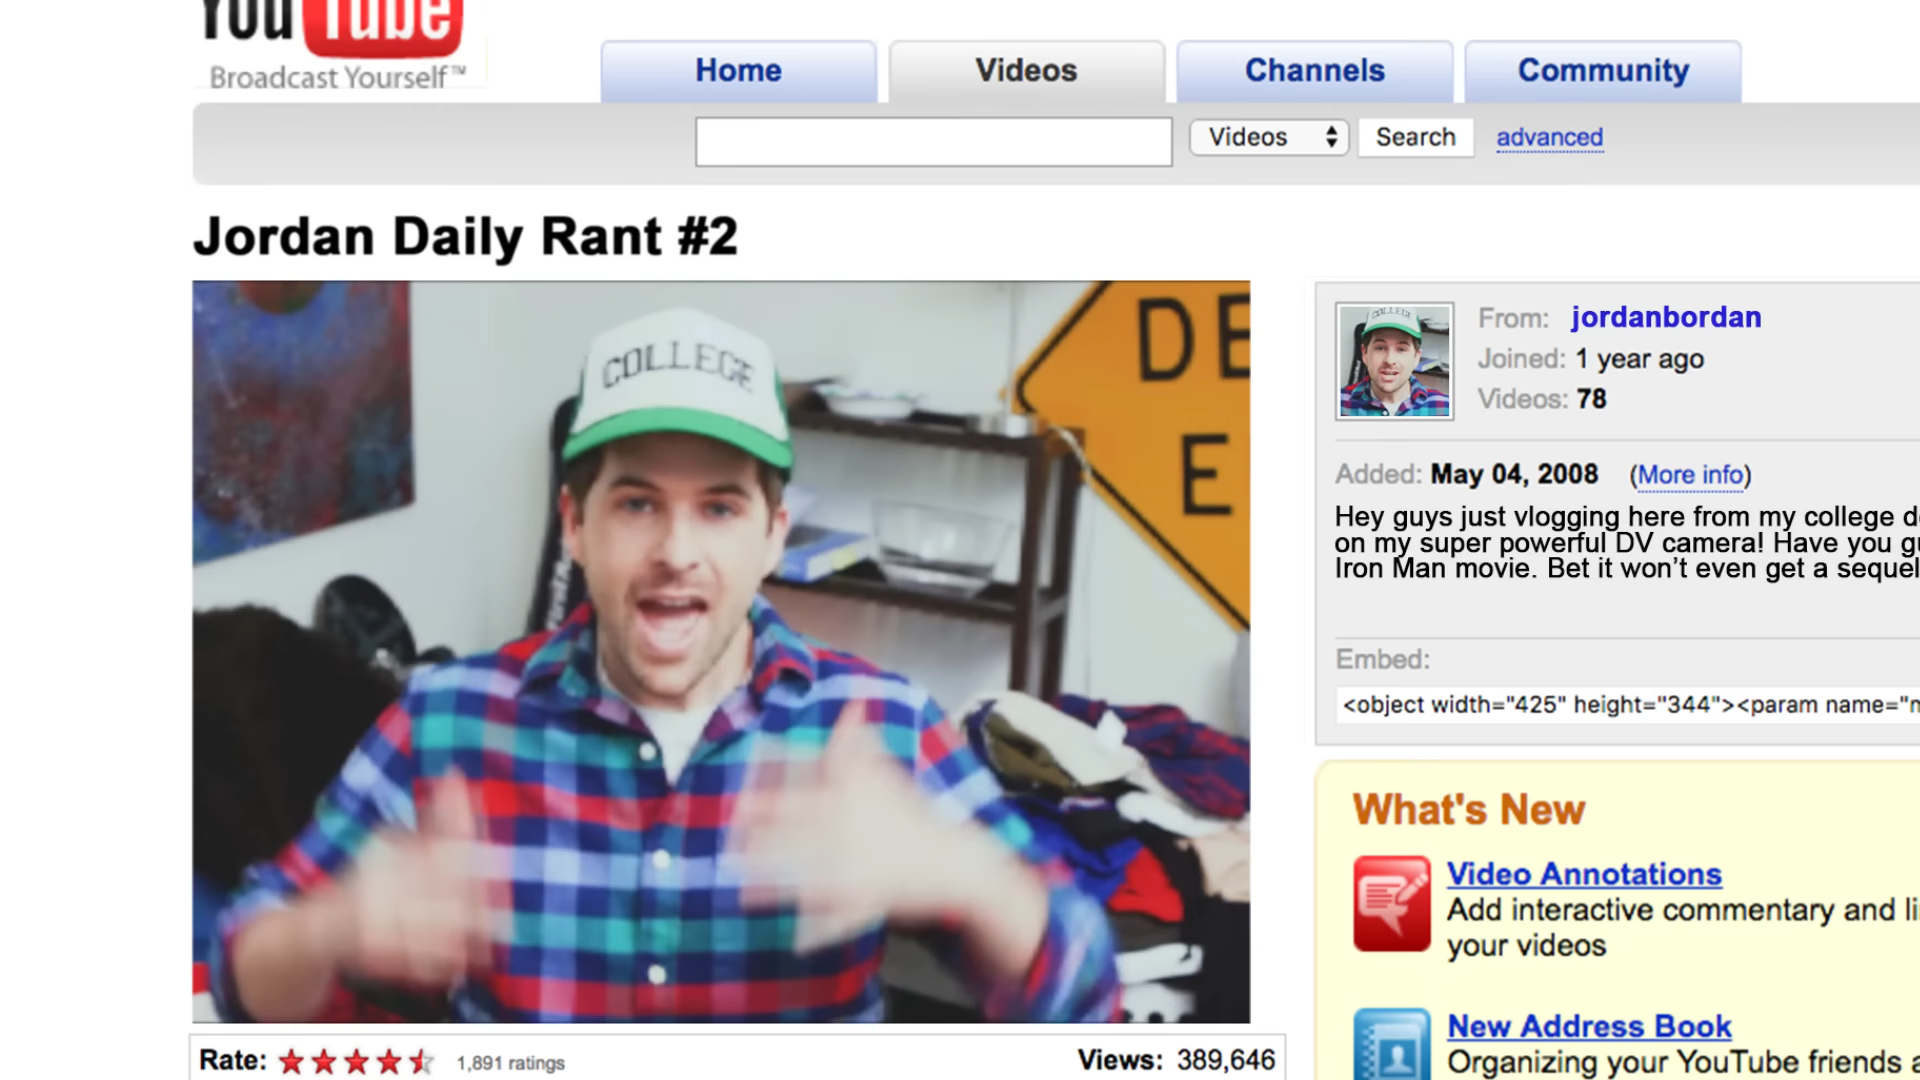 YouTube
Broadcast Yourself™
Home
Videos
Channels
Community
Videos
Search
advanced
Jordan Daily Rant #2
COLLEGE
DE
E
From: jordanbordan
Joined: 1 year ago
Videos: 78
Added: May 04, 2008 (More info)
Hey guys just vlogging here from my college
on my super powerful DV camera! Have you
Iron Man movie. Bet it won't even get a sequel
Embed:
<object width="425" height="344"><param name="
What's New
Video Annotations
Add interactive commentary and
your videos
New Address Book
Organizing your YouTube friends
Rate:
1,891 ratings
Views: 389,646